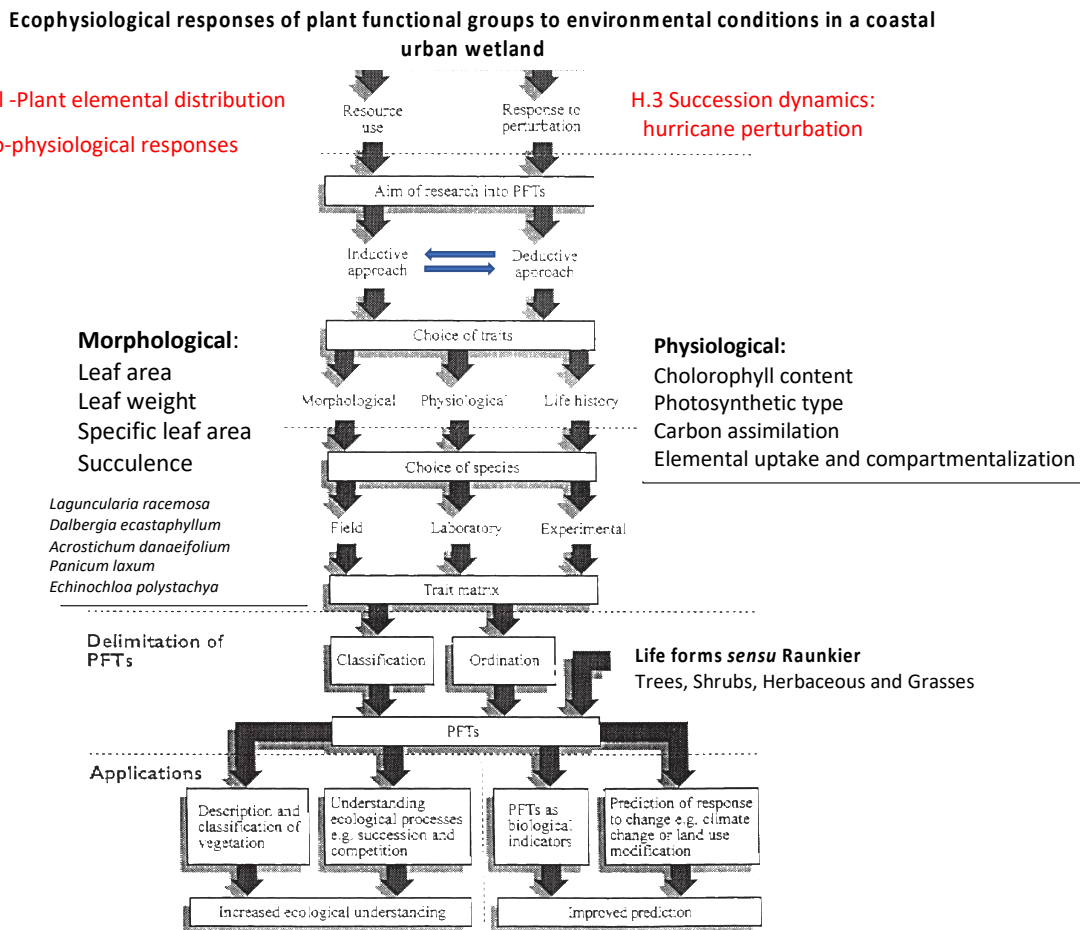 Ecophysiological responses of plant functional groups to environmental conditions in a coastal
urban wetland
-Plant elemental distribution
-physiological responses
Resource
use
Response to
perturbation
H.3 Succession dynamics:
hurricane perturbation
Aim of research into PFTs
Inductive
approach
Deductive
approach
Choice of traits
Morphological:
Leaf area
Leaf weight
Specific leaf area
Succulence
Morphological
Physiological
Life history
Physiological:
Cholorophyll content
Photosynthetic type
Carbon assimilation
Elemental uptake and compartmentalization
Choice of species
Laguncularia racemosa
Dalbergia ecastaphyllum
Acrostichum danaeifolium
Panicum laxum
Echinochloa polystachya
Field
Laboratory
Experimental
Trait matrix
Delimitation of
PFTs
Classification
Ordination
Life forms sensu Raunkier
Trees, Shrubs, Herbaceous and Grasses
PFTs
Applications
Description and
classification of
vegetation
Understanding
ecological processes
e.g. succession and
competition
PFTs as
biological
indicators
Prediction of response
to change e.g. climate
change or land use
modification
Increased ecological understanding
Improved prediction